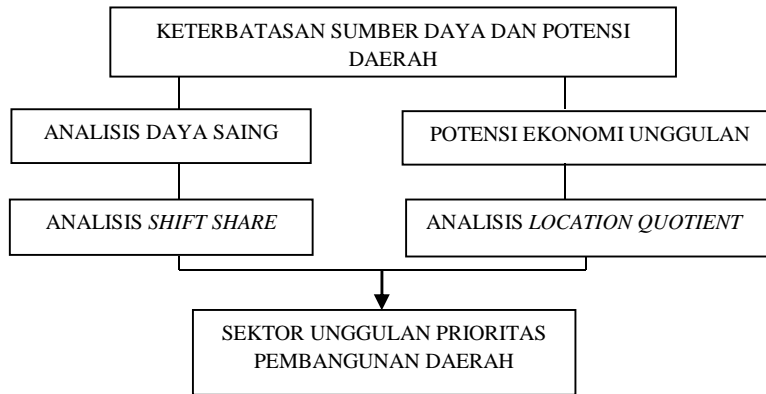 KETERBATASAN SUMBER DAYA DAN POTENSI
DAERAH
ANALISIS DAYA SAING
POTENSI EKONOMI UNGGULAN
ANALISIS SHIFT SHARE
ANALISIS LOCATION QUOTIENT
SEKTOR UNGGULAN PRIORITAS
PEMBANGUNAN DAERAH